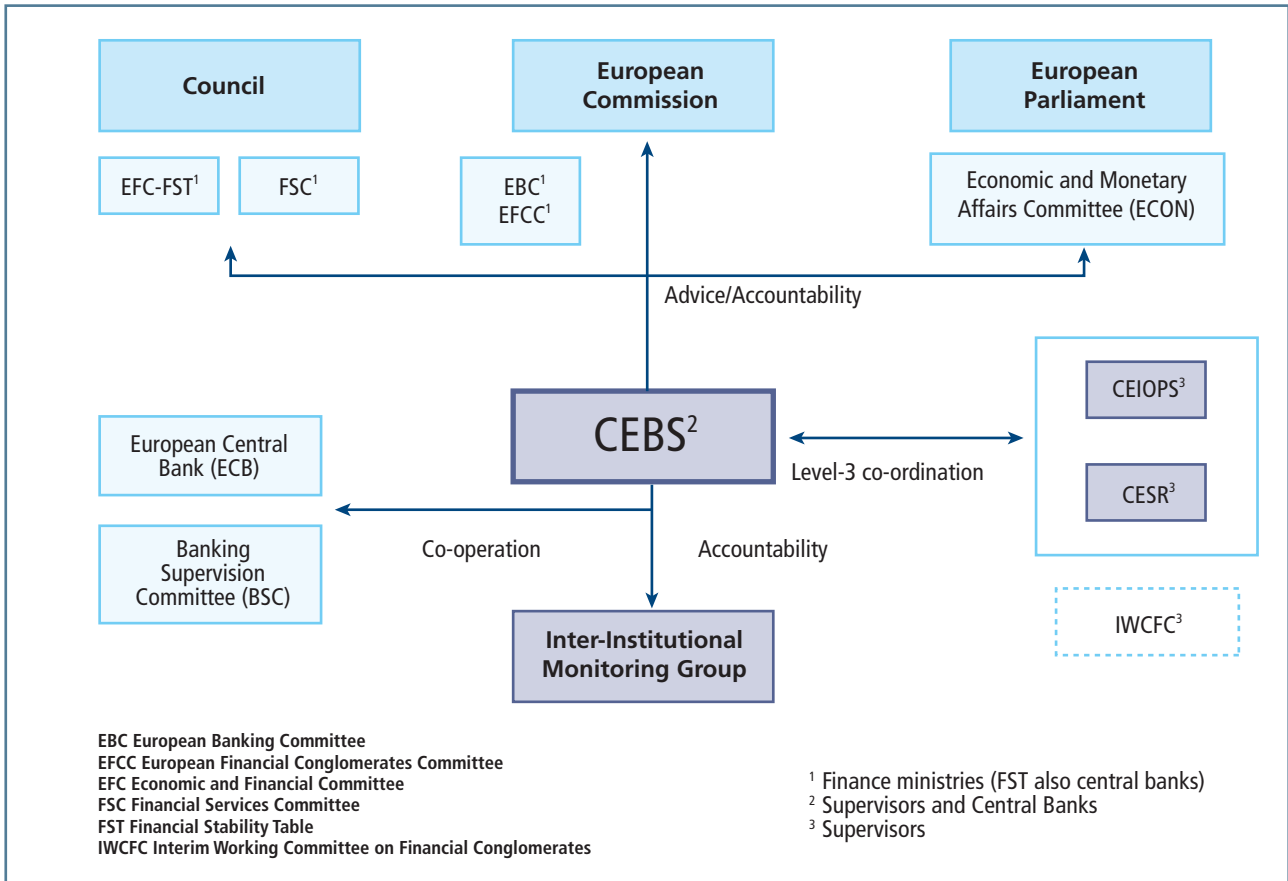 Council
European
Commission
European
Parliament
EFC-FST¹
FSC¹
EBC¹
EFCC¹
Economic and Monetary
Affairs Committee (ECON)
Advice/Accountability
CEBS²
CEIOPS³
CESR³
Level-3 co-ordination
European Central
Bank (ECB)
Banking
Supervision
Committee (BSC)
Co-operation
Accountability
IWCFC³
Inter-Institutional
Monitoring Group
EBC European Banking Committee
EFCC European Financial Conglomerates Committee
EFC Economic and Financial Committee
FSC Financial Services Committee
FST Financial Stability Table
IWCFC Interim Working Committee on Financial Conglomerates
¹ Finance ministries (FST also central banks)
² Supervisors and Central Banks
³ Supervisors